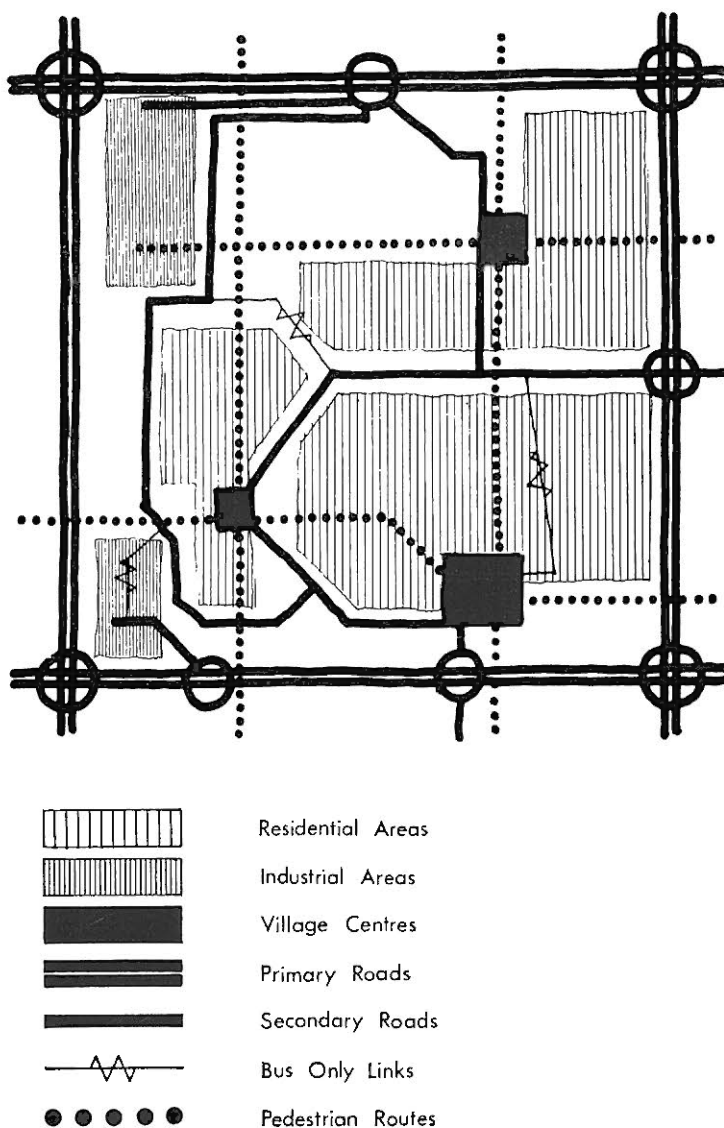 Residential Areas
Industrial Areas
Village Centres
Primary Roads
Secondary Roads
Bus Only Links
Pedestrian Routes